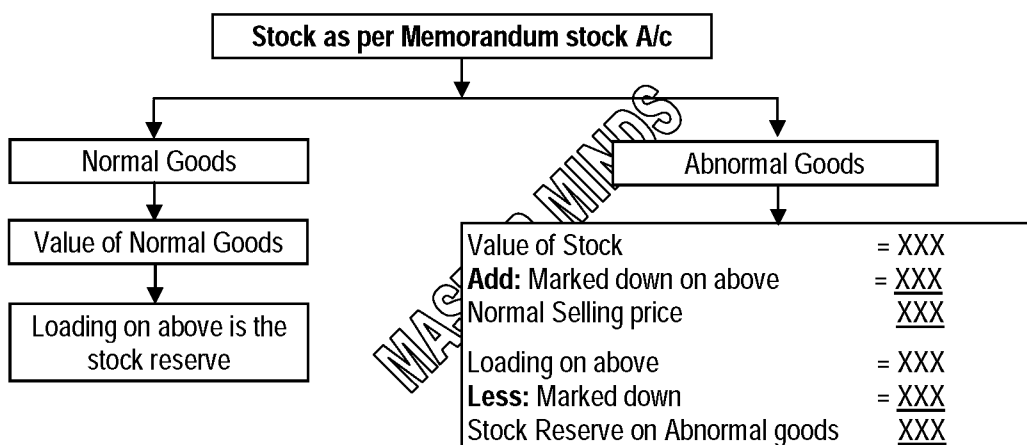 Stock as per Memorandum stock A/c
Normal Goods
Value of Normal Goods
Loading on above is the
stock reserve
Abnormal Goods
Value of Stock = XXX
Add: Marked down on above = XXX
Normal Selling price XXX
Loading on above = XXX
Less: Marked down = XXX
Stock Reserve on Abnormal goods XXX
MASTER MINDS